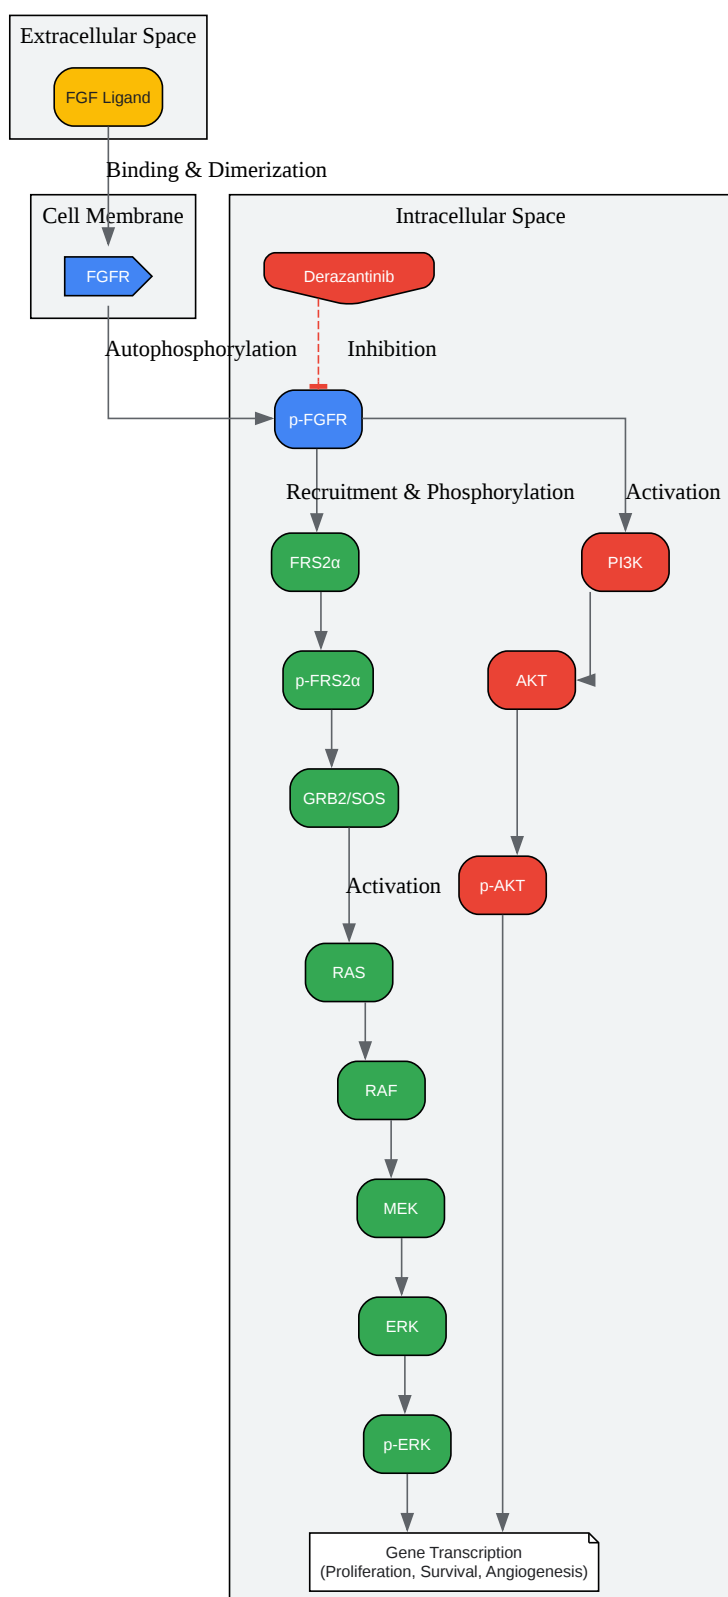 Extracellular Space
FGF Ligand
Binding & Dimerization
Cell Membrane
Intracellular Space
FGFR
Derazantinib
Autophosphorylation
Inhibition
p-FGFR
Recruitment & Phosphorylation
Activation
FRS2α
PI3K
p-FRS2α
AKT
GRB2/SOS
Activation
p-AKT
RAS
RAF
MEK
ERK
p-ERK
Gene Transcription
(Proliferation, Survival, Angiogenesis)